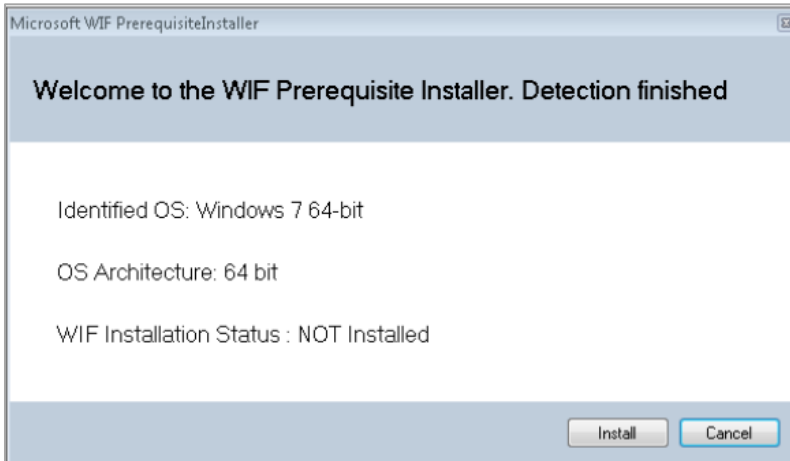 Microsoft WIF PrerequisiteInstaller
Welcome to the WIF Prerequisite Installer. Detection finished
Identified OS: Windows 7 64-bit
OS Architecture: 64 bit
WIF Installation Status : NOT Installed
Install Cancel